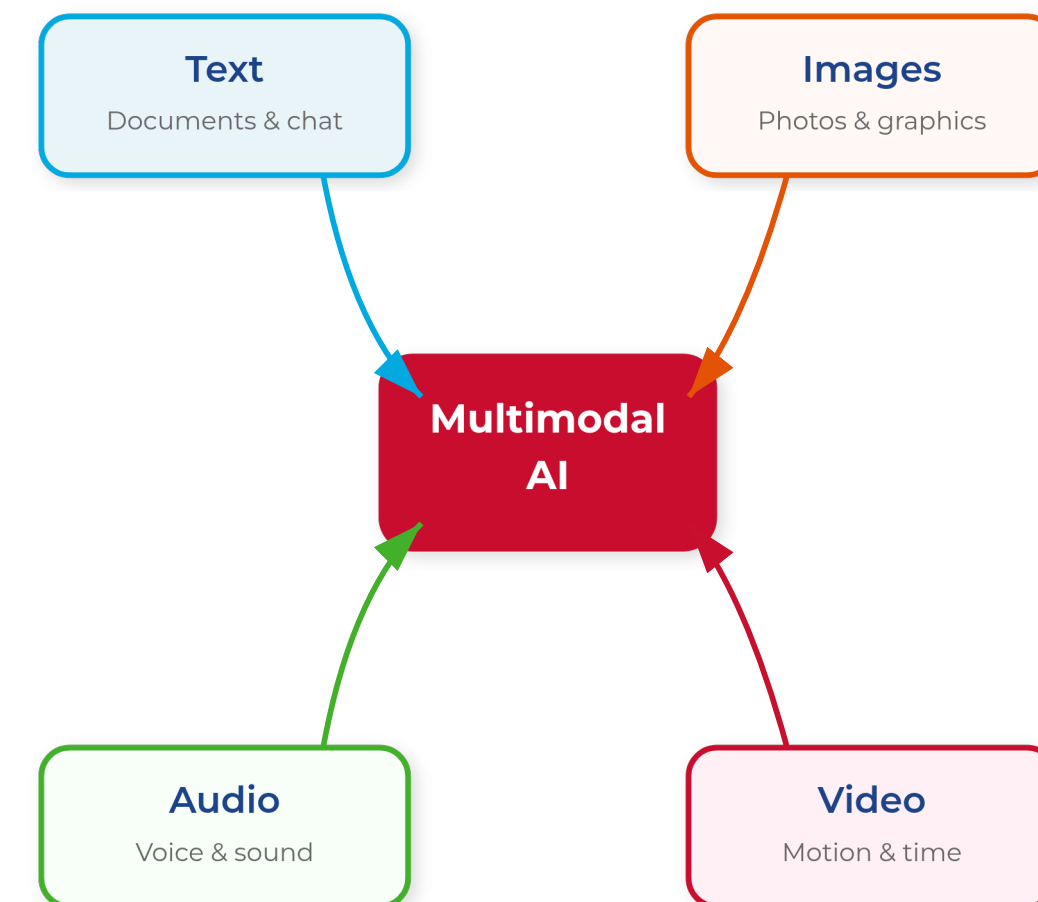 Text
Documents & chat
Images
Photos & graphics
Multimodal
AI
Audio
Voice & sound
Video
Motion & time